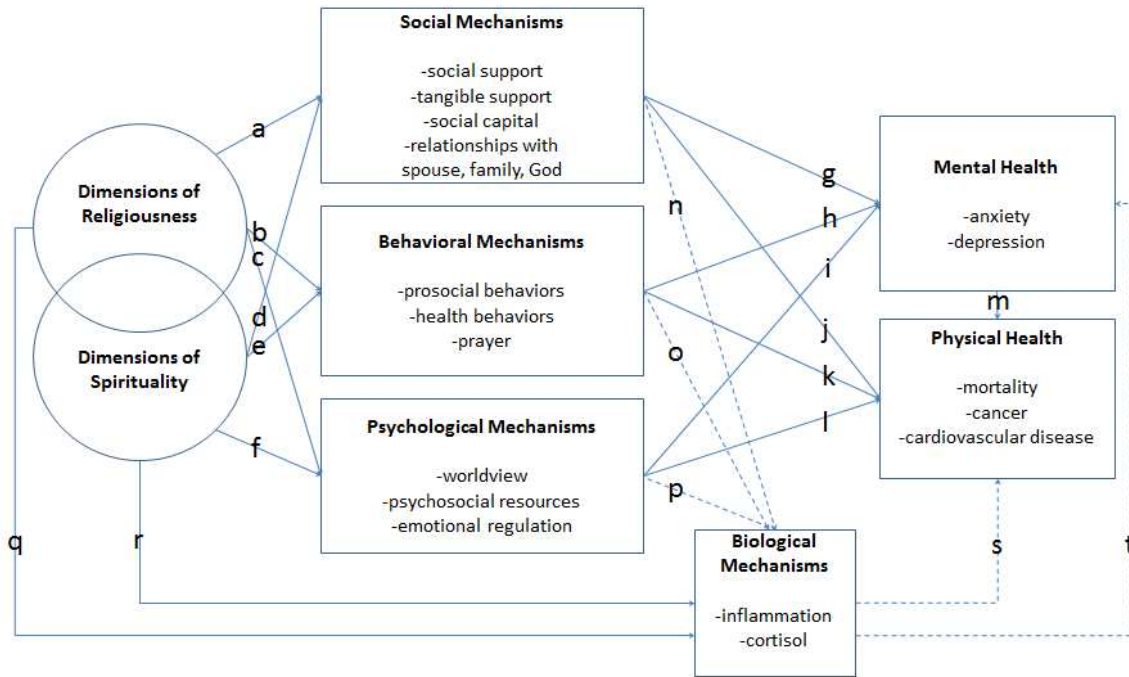 Social Mechanisms
-social support
-tangible support
-social capital
-relationships with
spouse, family, God
Dimensions of
Religiousness
Dimensions of
Spirituality
Behavioral Mechanisms
-prosocial behaviors
-health behaviors
-prayer
Psychological Mechanisms
-worldview
-psychosocial resources
-emotional regulation
Mental Health
-anxiety
-depression
Physical Health
-mortality
-cancer
-cardiovascular disease
Biological
Mechanisms
-inflammation
-cortisol
a
b
c
d
e
f
g
h
i
j
k
l
m
n
o
p
q
r
s
t